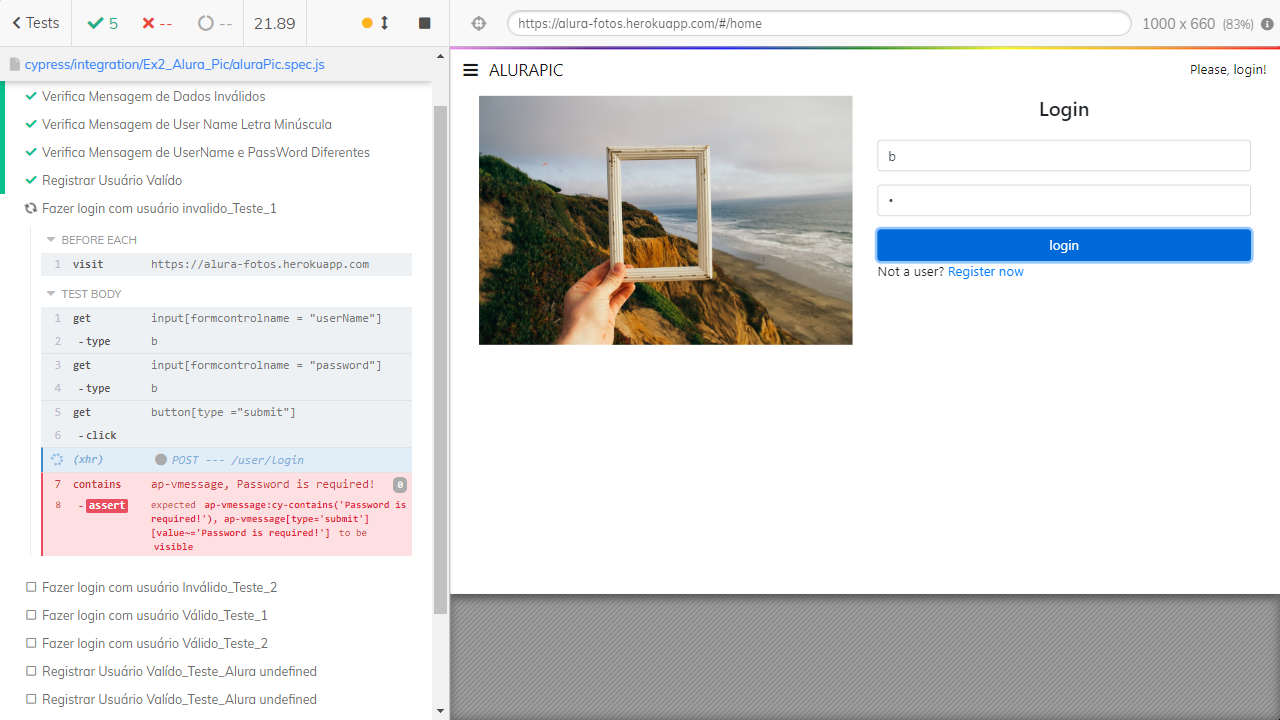 Tests
5
--
--
21.89
https://alura-fotos.herokuapp.com/#/home
1000 x 660 (83%)
cypress/integration/Ex2_Alura_Pic/aluraPic.spec.js
Verifica Mensagem de Dados Inválidos
Verifica Mensagem de User Name Letra Minúscula
Verifica Mensagem de UserName e PassWord Diferentes
Registrar Usuário Valído
Fazer login com usuário invalido_Teste_1
BEFORE EACH
1 visit https://alura-fotos.herokuapp.com
TEST BODY
1 get input[formcontrolname = "userName"]
2 -type b
3 get input[formcontrolname = "password"]
4 -type b
5 get button[type ="submit"]
6 -click
(xhr) POST --- /user/login
7 contains ap-vmessage, Password is required! 0
8 -assert expected ap-vmessage:cy-contains('Password is
required!'), ap-vmessage[type='submit']
[value~='Password is required!'] to be
visible
Fazer login com usuário Inválido_Teste_2
Fazer login com usuário Válido_Teste_1
Fazer login com usuário Válido_Teste_2
Registrar Usuário Valído_Teste_Alura undefined
Registrar Usuário Valído_Teste_Alura undefined
ALURAPIC
Please, login!
Login
b
•
login
Not a user? Register now